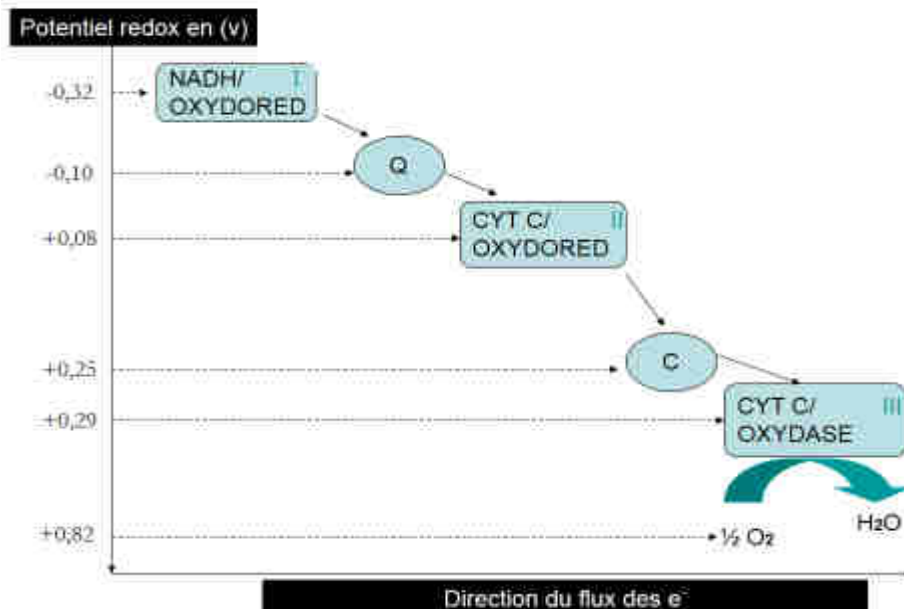 Potentiel redox en (v)
-0,32
NADH/ I
OXYDORED
-0,10
Q
+0,08
CYT C/ II
OXYDORED
+0,25
C
+0,29
CYT C/ III
OXYDASE
+0,82
½ O2
H2O
Direction du flux des e-